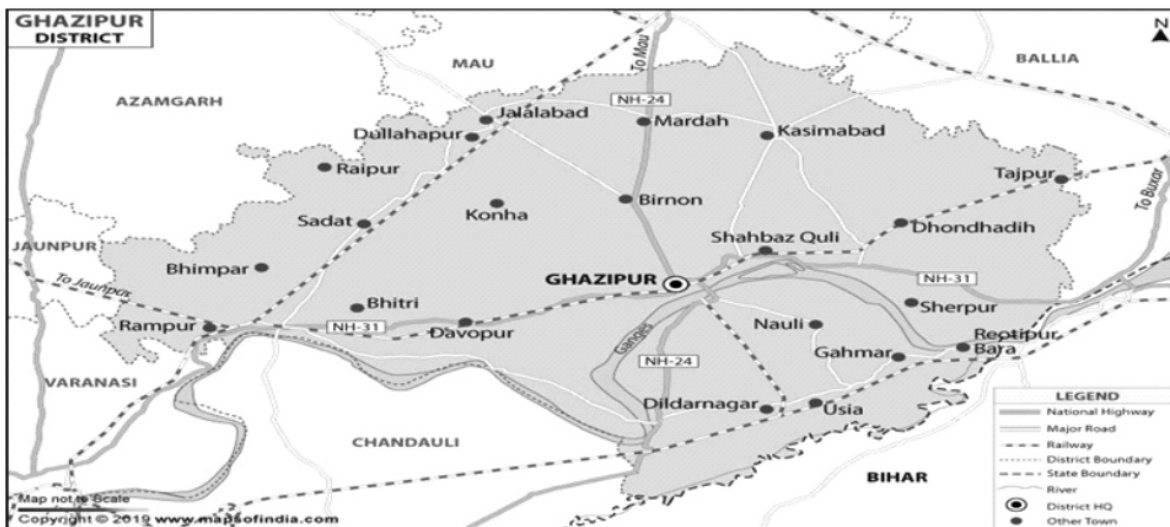 GHAZIPUR
DISTRICT
N
MAU
To Mau
BALLIA
AZAMGARH
NH-24
Jalalabad
Mardah
Kasimabad
Dullahapur
Raipur
Tajpur
To Buxar
Konha
Birnon
Sadat
Dhondhadih
JAUNPUR
Shahbaz Quli
Bhimpar
To Jaunpur
GHAZIPUR
NH-31
Bhitri
Sherpur
Rampur
NH-31
Davopur
Ganges
Nauli
Reotipur
Bara
Gahmar
NH-24
VARANASI
Dildarnagar
Usia
CHANDAULI
BIHAR
LEGEND
National Highway
Major Road
Railway
District Boundary
State Boundary
River
District HQ
Other Town
Map not to Scale
Copyright © 2019 www.mapsofindia.com